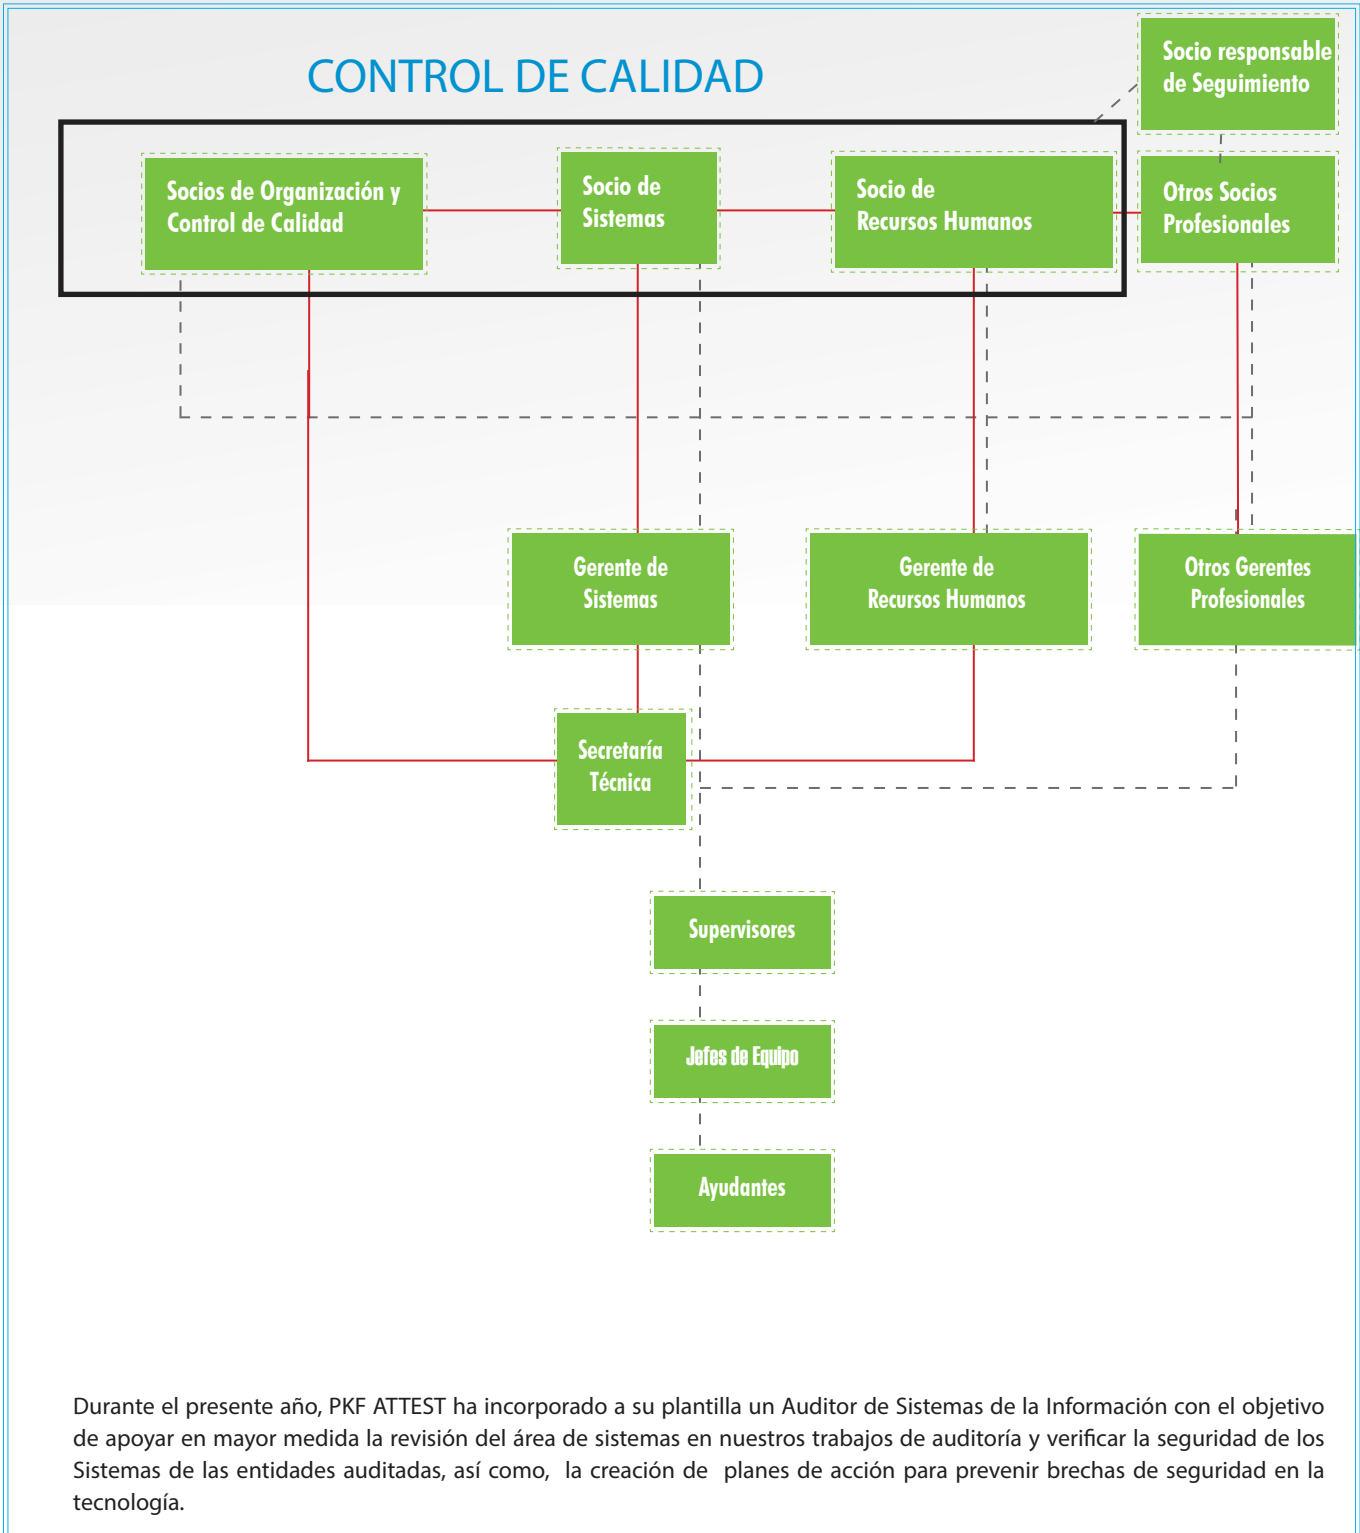 CONTROL DE CALIDAD
Socio responsable
de Seguimiento
Socios de Organización y
Control de Calidad
Socio de
Sistemas
Socio de
Recursos Humanos
Otros Socios
Profesionales
Gerente de
Sistemas
Gerente de
Recursos Humanos
Otros Gerentes
Profesionales
Secretaría
Técnica
Supervisores
Jefes de Equipo
Ayudantes
Durante el presente año, PKF ATTEST ha incorporado a su plantilla un Auditor de Sistemas de la Información con el objetivo
de apoyar en mayor medida la revisión del área de sistemas en nuestros trabajos de auditoría y verificar la seguridad de los
Sistemas de las entidades auditadas, así como, la creación de planes de acción para prevenir brechas de seguridad en la
tecnología.